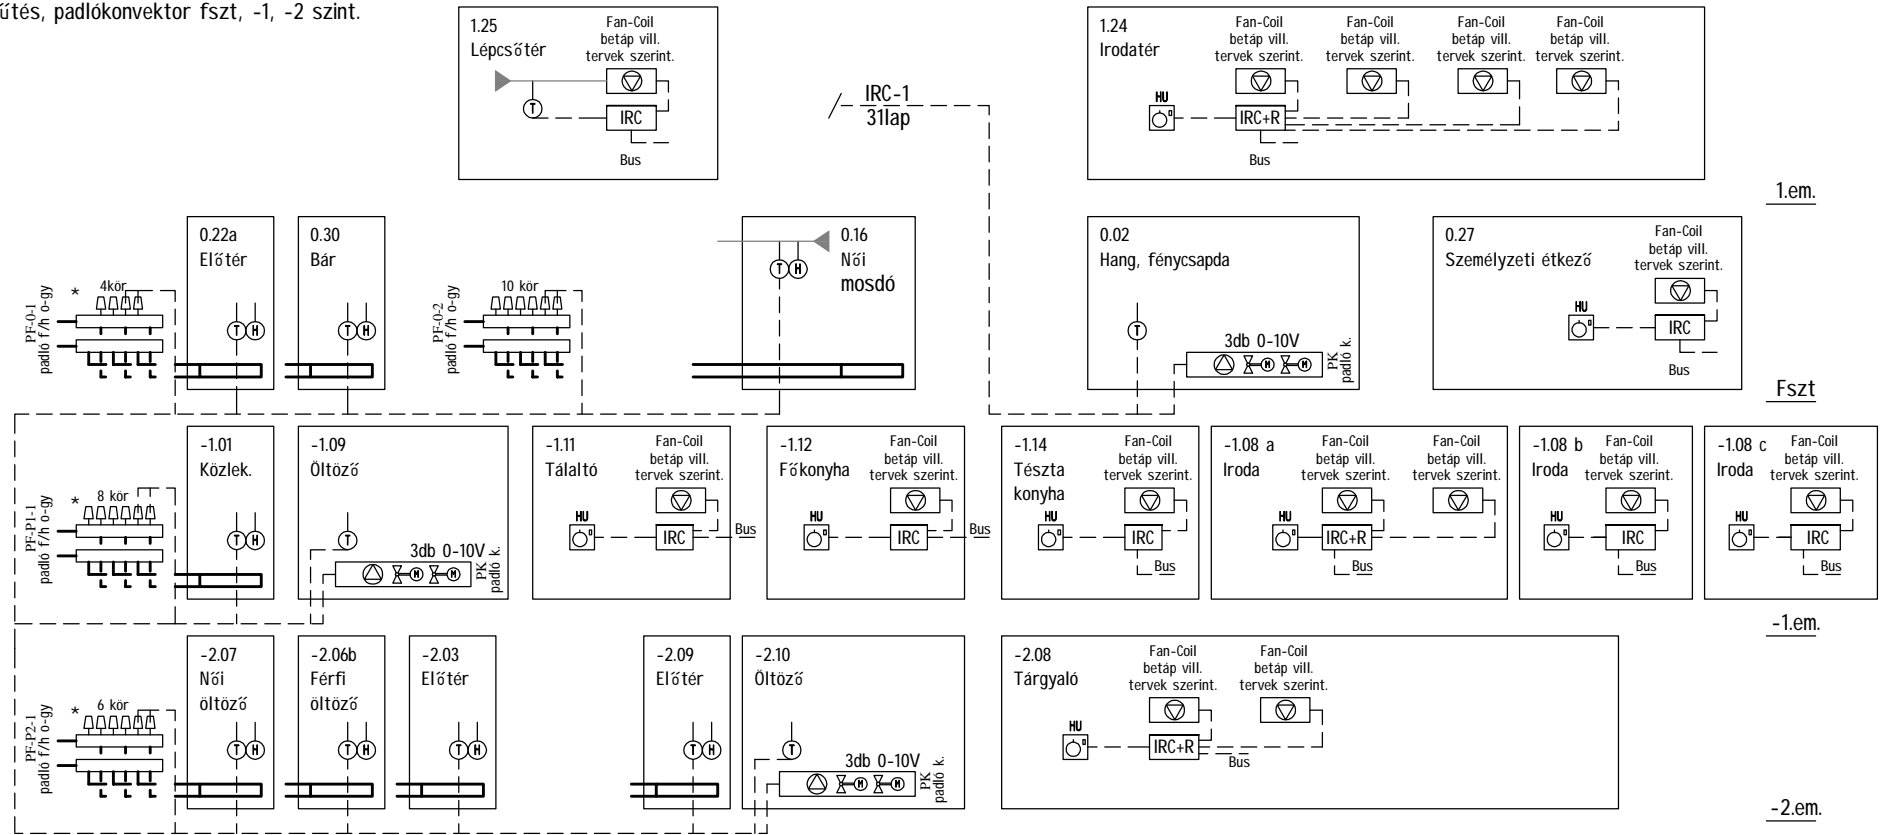 űtés, padlókonvektor fszt, -1, -2 szint.
1.25
Lépcsőtér
Fan-Coil
betáp vill.
tervek szerint.
T
IRC
Bus
IRC-1
31lap
1.24
Irodatér
Fan-Coil
betáp vill.
tervek szerint.
Fan-Coil
betáp vill.
tervek szerint.
Fan-Coil
betáp vill.
tervek szerint.
Fan-Coil
betáp vill.
tervek szerint.
HU
IRC+R
Bus
1.em.
PF-0-1
padló f/h o-gy
*
4kör
0.22a
Előtér
T H
0.30
Bár
T H
PF-0-2
padló f/h o-gy
10 kör
0.16
Női
mosdó
T H
0.02
Hang, fénycsapda
T
3db 0-10V
M M
PK
padló k.
0.27
Személyzeti étkező
Fan-Coil
betáp vill.
tervek szerint.
HU
IRC
Bus
Fszt
PF-P1-1
padló f/h o-gy
*
8 kör
-1.01
Közlek.
T H
-1.09
Öltöző
T
3db 0-10V
M M
PK
padló k.
-1.11
Tálaltó
Fan-Coil
betáp vill.
tervek szerint.
HU
IRC
Bus
-1.12
Főkonyha
Fan-Coil
betáp vill.
tervek szerint.
HU
IRC
Bus
-1.14
Tészta
konyha
Fan-Coil
betáp vill.
tervek szerint.
HU
IRC
Bus
-1.08 a
Iroda
Fan-Coil
betáp vill.
tervek szerint.
Fan-Coil
betáp vill.
tervek szerint.
HU
IRC+R
Bus
-1.08 b
Iroda
Fan-Coil
betáp vill.
tervek szerint.
HU
IRC
Bus
-1.08 c
Iroda
Fan-Coil
betáp vill.
tervek szerint.
HU
IRC
Bus
-1.em.
PF-P2-1
padló f/h o-gy
*
6 kör
-2.07
Női
öltöző
T H
-2.06b
Férfi
öltöző
T H
-2.03
Előtér
T H
-2.09
Előtér
T H
-2.10
Öltöző
T
3db 0-10V
M M
PK
padló k.
-2.08
Tárgyaló
Fan-Coil
betáp vill.
tervek szerint.
Fan-Coil
betáp vill.
tervek szerint.
HU
IRC+R
Bus
-2.em.